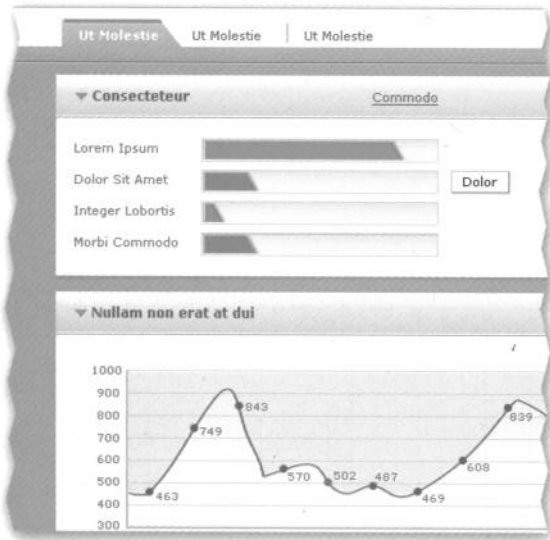 Ut Molestie Ut Molestie Ut Molestie
Consecteteur Commodo
Lorem Ipsum
Dolor Sit Amet Dolor
Integer Lobortis
Morbi Commodo
Nullam non erat at dui
1000
900
800
700
600
500
400
300
463
749
843
570
502
487
469
608
839